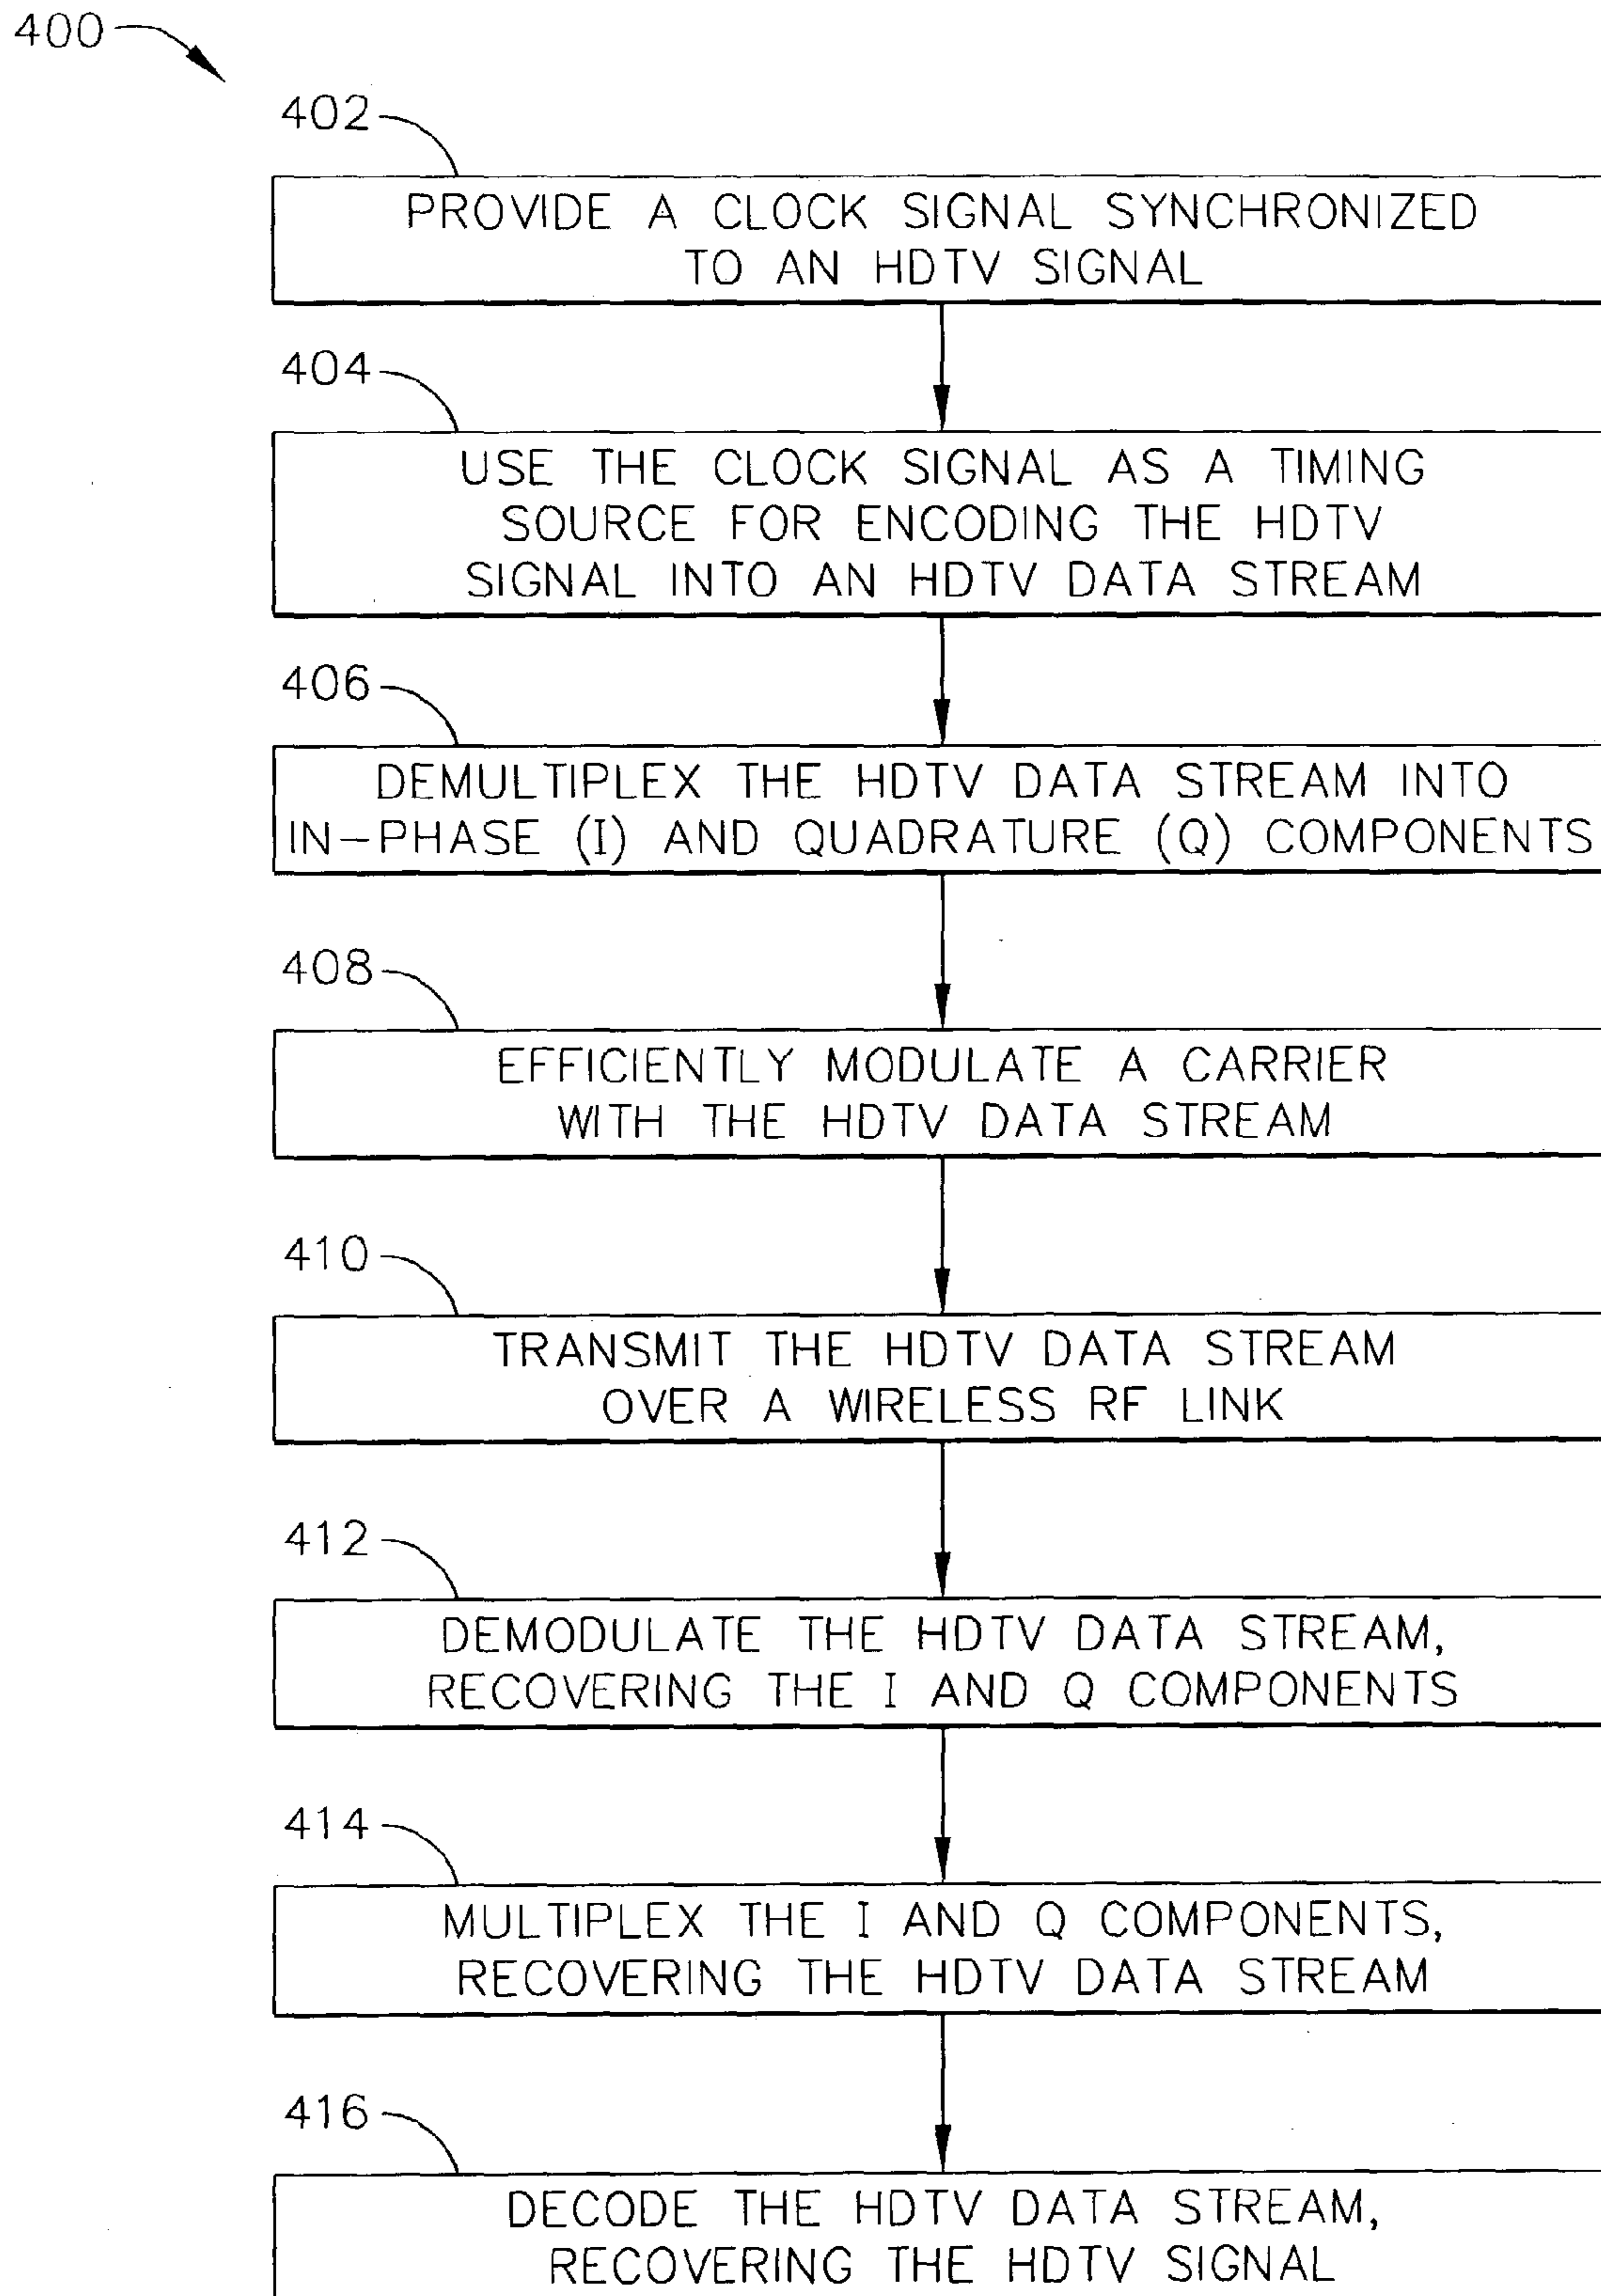 400
402
PROVIDE A CLOCK SIGNAL SYNCHRONIZED
TO AN HDTV SIGNAL
404
USE THE CLOCK SIGNAL AS A TIMING
SOURCE FOR ENCODING THE HDTV
SIGNAL INTO AN HDTV DATA STREAM
406
DEMULTIPLEX THE HDTV DATA STREAM INTO
IN-PHASE (I) AND QUADRATURE (Q) COMPONENTS
408
EFFICIENTLY MODULATE A CARRIER
WITH THE HDTV DATA STREAM
410
TRANSMIT THE HDTV DATA STREAM
OVER A WIRELESS RF LINK
412
DEMODULATE THE HDTV DATA STREAM,
RECOVERING THE I AND Q COMPONENTS
414
MULTIPLEX THE I AND Q COMPONENTS,
RECOVERING THE HDTV DATA STREAM
416
DECODE THE HDTV DATA STREAM,
RECOVERING THE HDTV SIGNAL